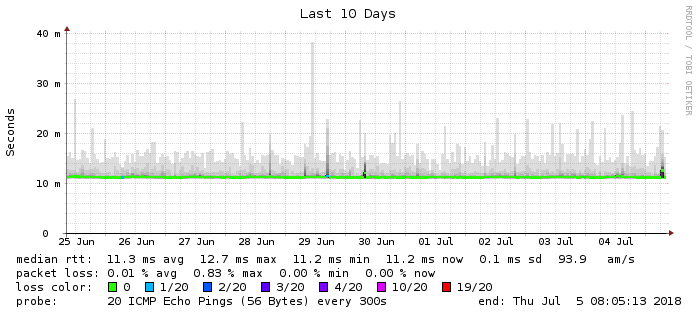 Last 10 Days
RRDTOOL / TOBI OETIKER
Seconds
40 m
30 m
20 m
10 m
0
25 Jun 26 Jun 27 Jun 28 Jun 29 Jun 30 Jun 01 Jul 02 Jul 03 Jul 04 Jul
median rtt: 11.3 ms avg 12.7 ms max 11.2 ms min 11.2 ms now 0.1 ms sd 93.9 am/s
packet loss: 0.01 % avg 0.83 % max 0.00 % min 0.00 % now
loss color: 0 1/20 2/20 3/20 4/20 10/20 19/20
probe: 20 ICMP Echo Pings (56 Bytes) every 300s end: Thu Jul 5 08:05:13 2018